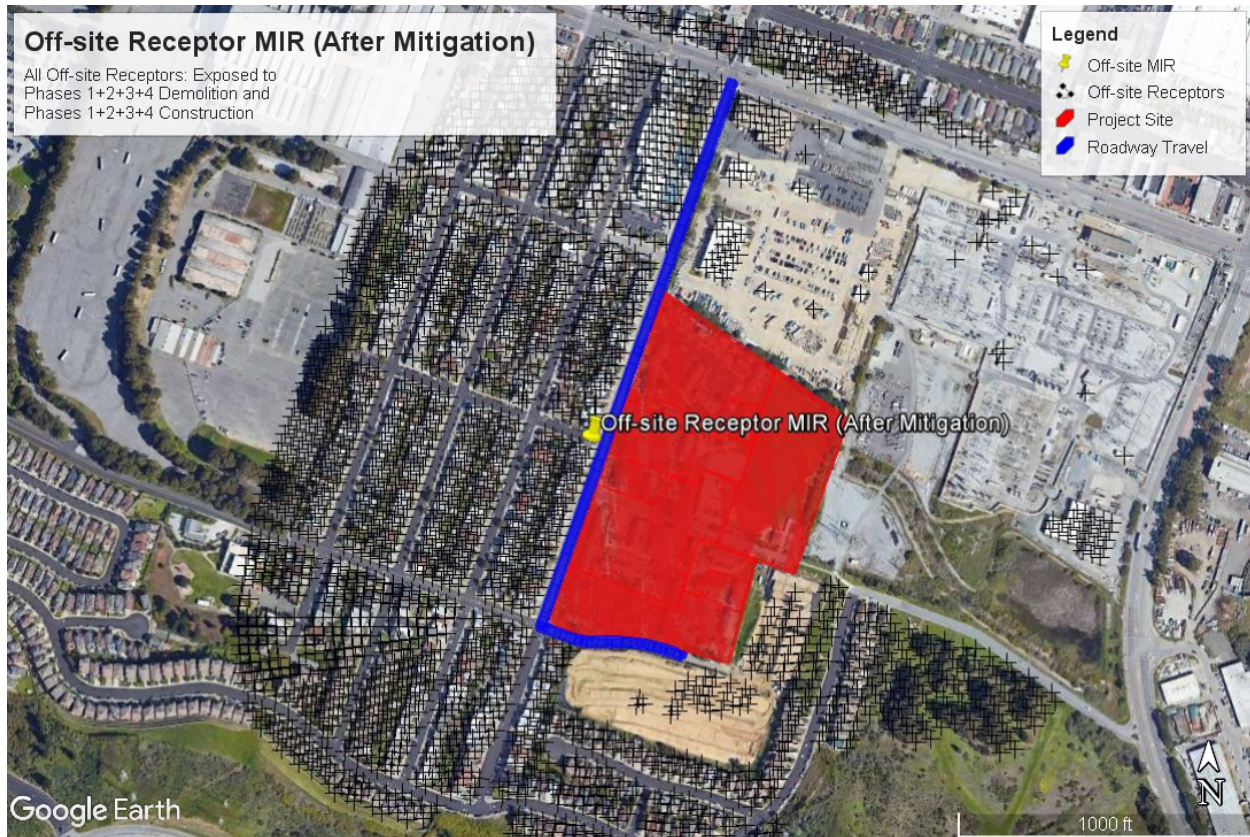 Off-site Receptor MIR (After Mitigation)
All Off-site Receptors: Exposed to
Phases 1+2+3+4 Demolition and
Phases 1+2+3+4 Construction
Legend
Off-site MIR
Off-site Receptors
Project Site
Roadway Travel
Off-site Receptor MIR (After Mitigation)
Google Earth
N
1000 ft